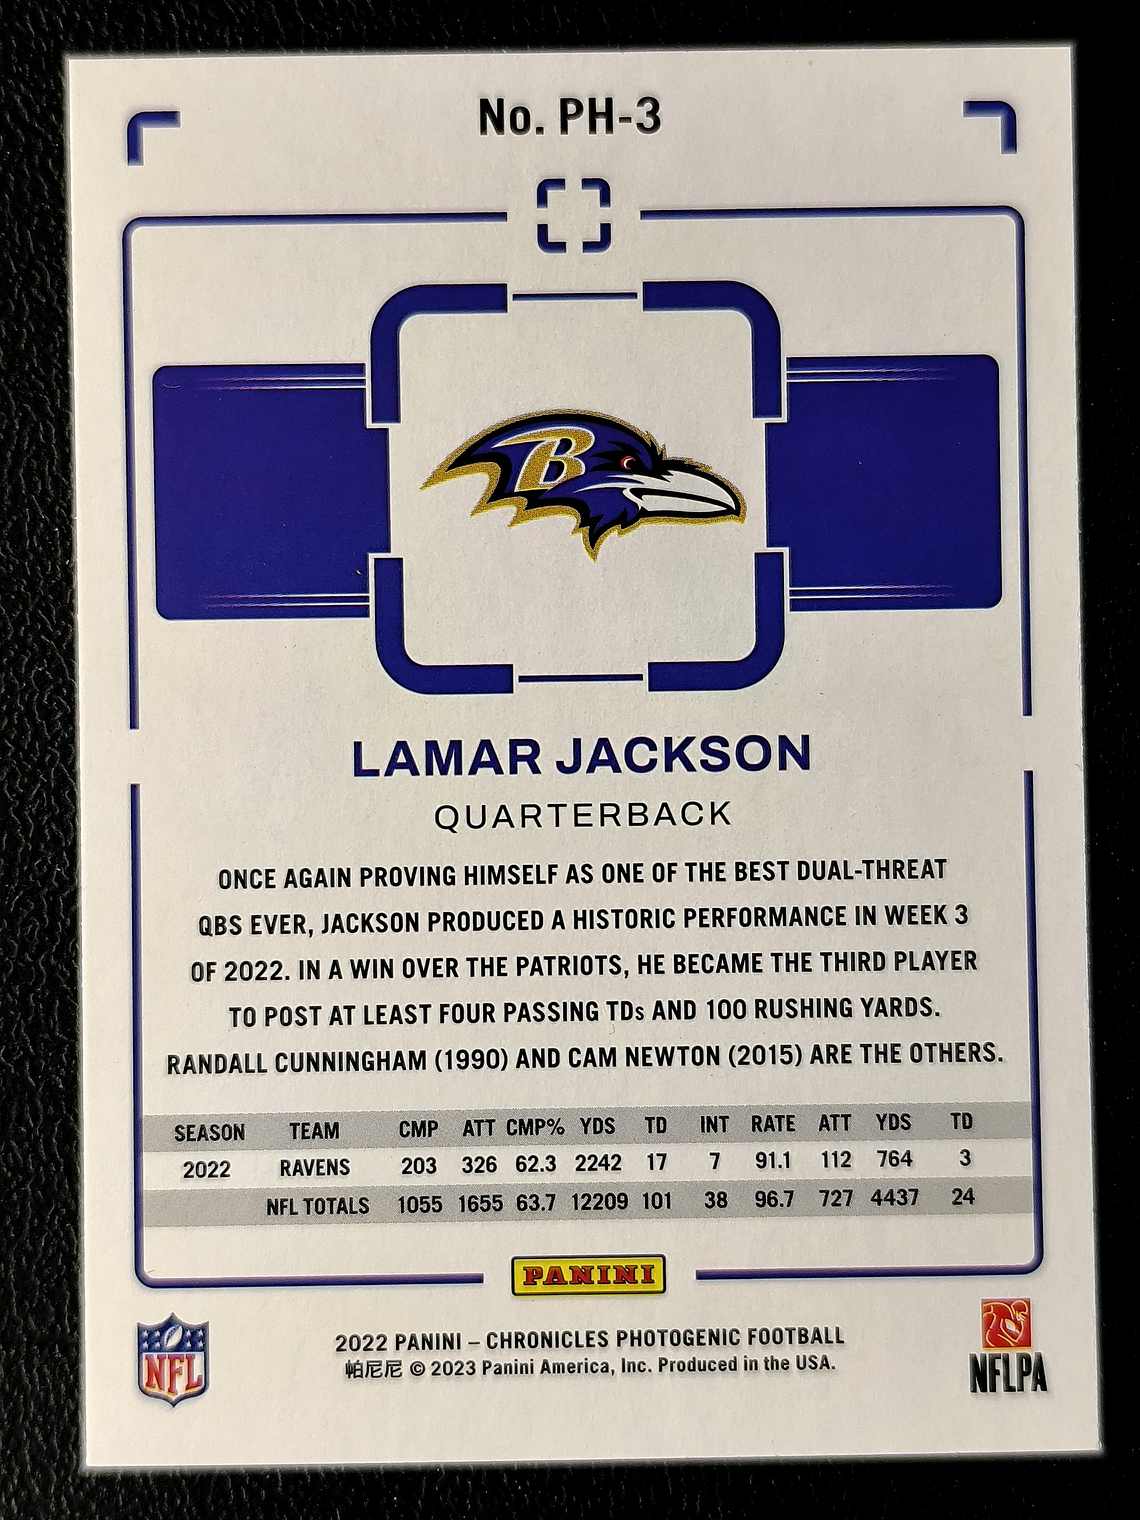 No. PH-3
B
LAMAR JACKSON
QUARTERBACK
ONCE AGAIN PROVING HIMSELF AS ONE OF THE BEST DUAL-THREAT
QBS EVER, JACKSON PRODUCED A HISTORIC PERFORMANCE IN WEEK 3
OF 2022. IN A WIN OVER THE PATRIOTS, HE BECAME THE THIRD PLAYER
TO POST AT LEAST FOUR PASSING TDs AND 100 RUSHING YARDS.
RANDALL CUNNINGHAM (1990) AND CAM NEWTON (2015) ARE THE OTHERS.
SEASON TEAM CMP ATT CMP% YDS TD INT RATE ATT YDS TD
2022 RAVENS 203 326 62.3 2242 17 7 91.1 112 764 3
NFL TOTALS 1055 1655 63.7 12209 101 38 96.7 727 4437 24
PANINI
NFL
2022 PANINI – CHRONICLES PHOTOGENIC FOOTBALL
帕尼尼 © 2023 Panini America, Inc. Produced in the USA.
NFLPA